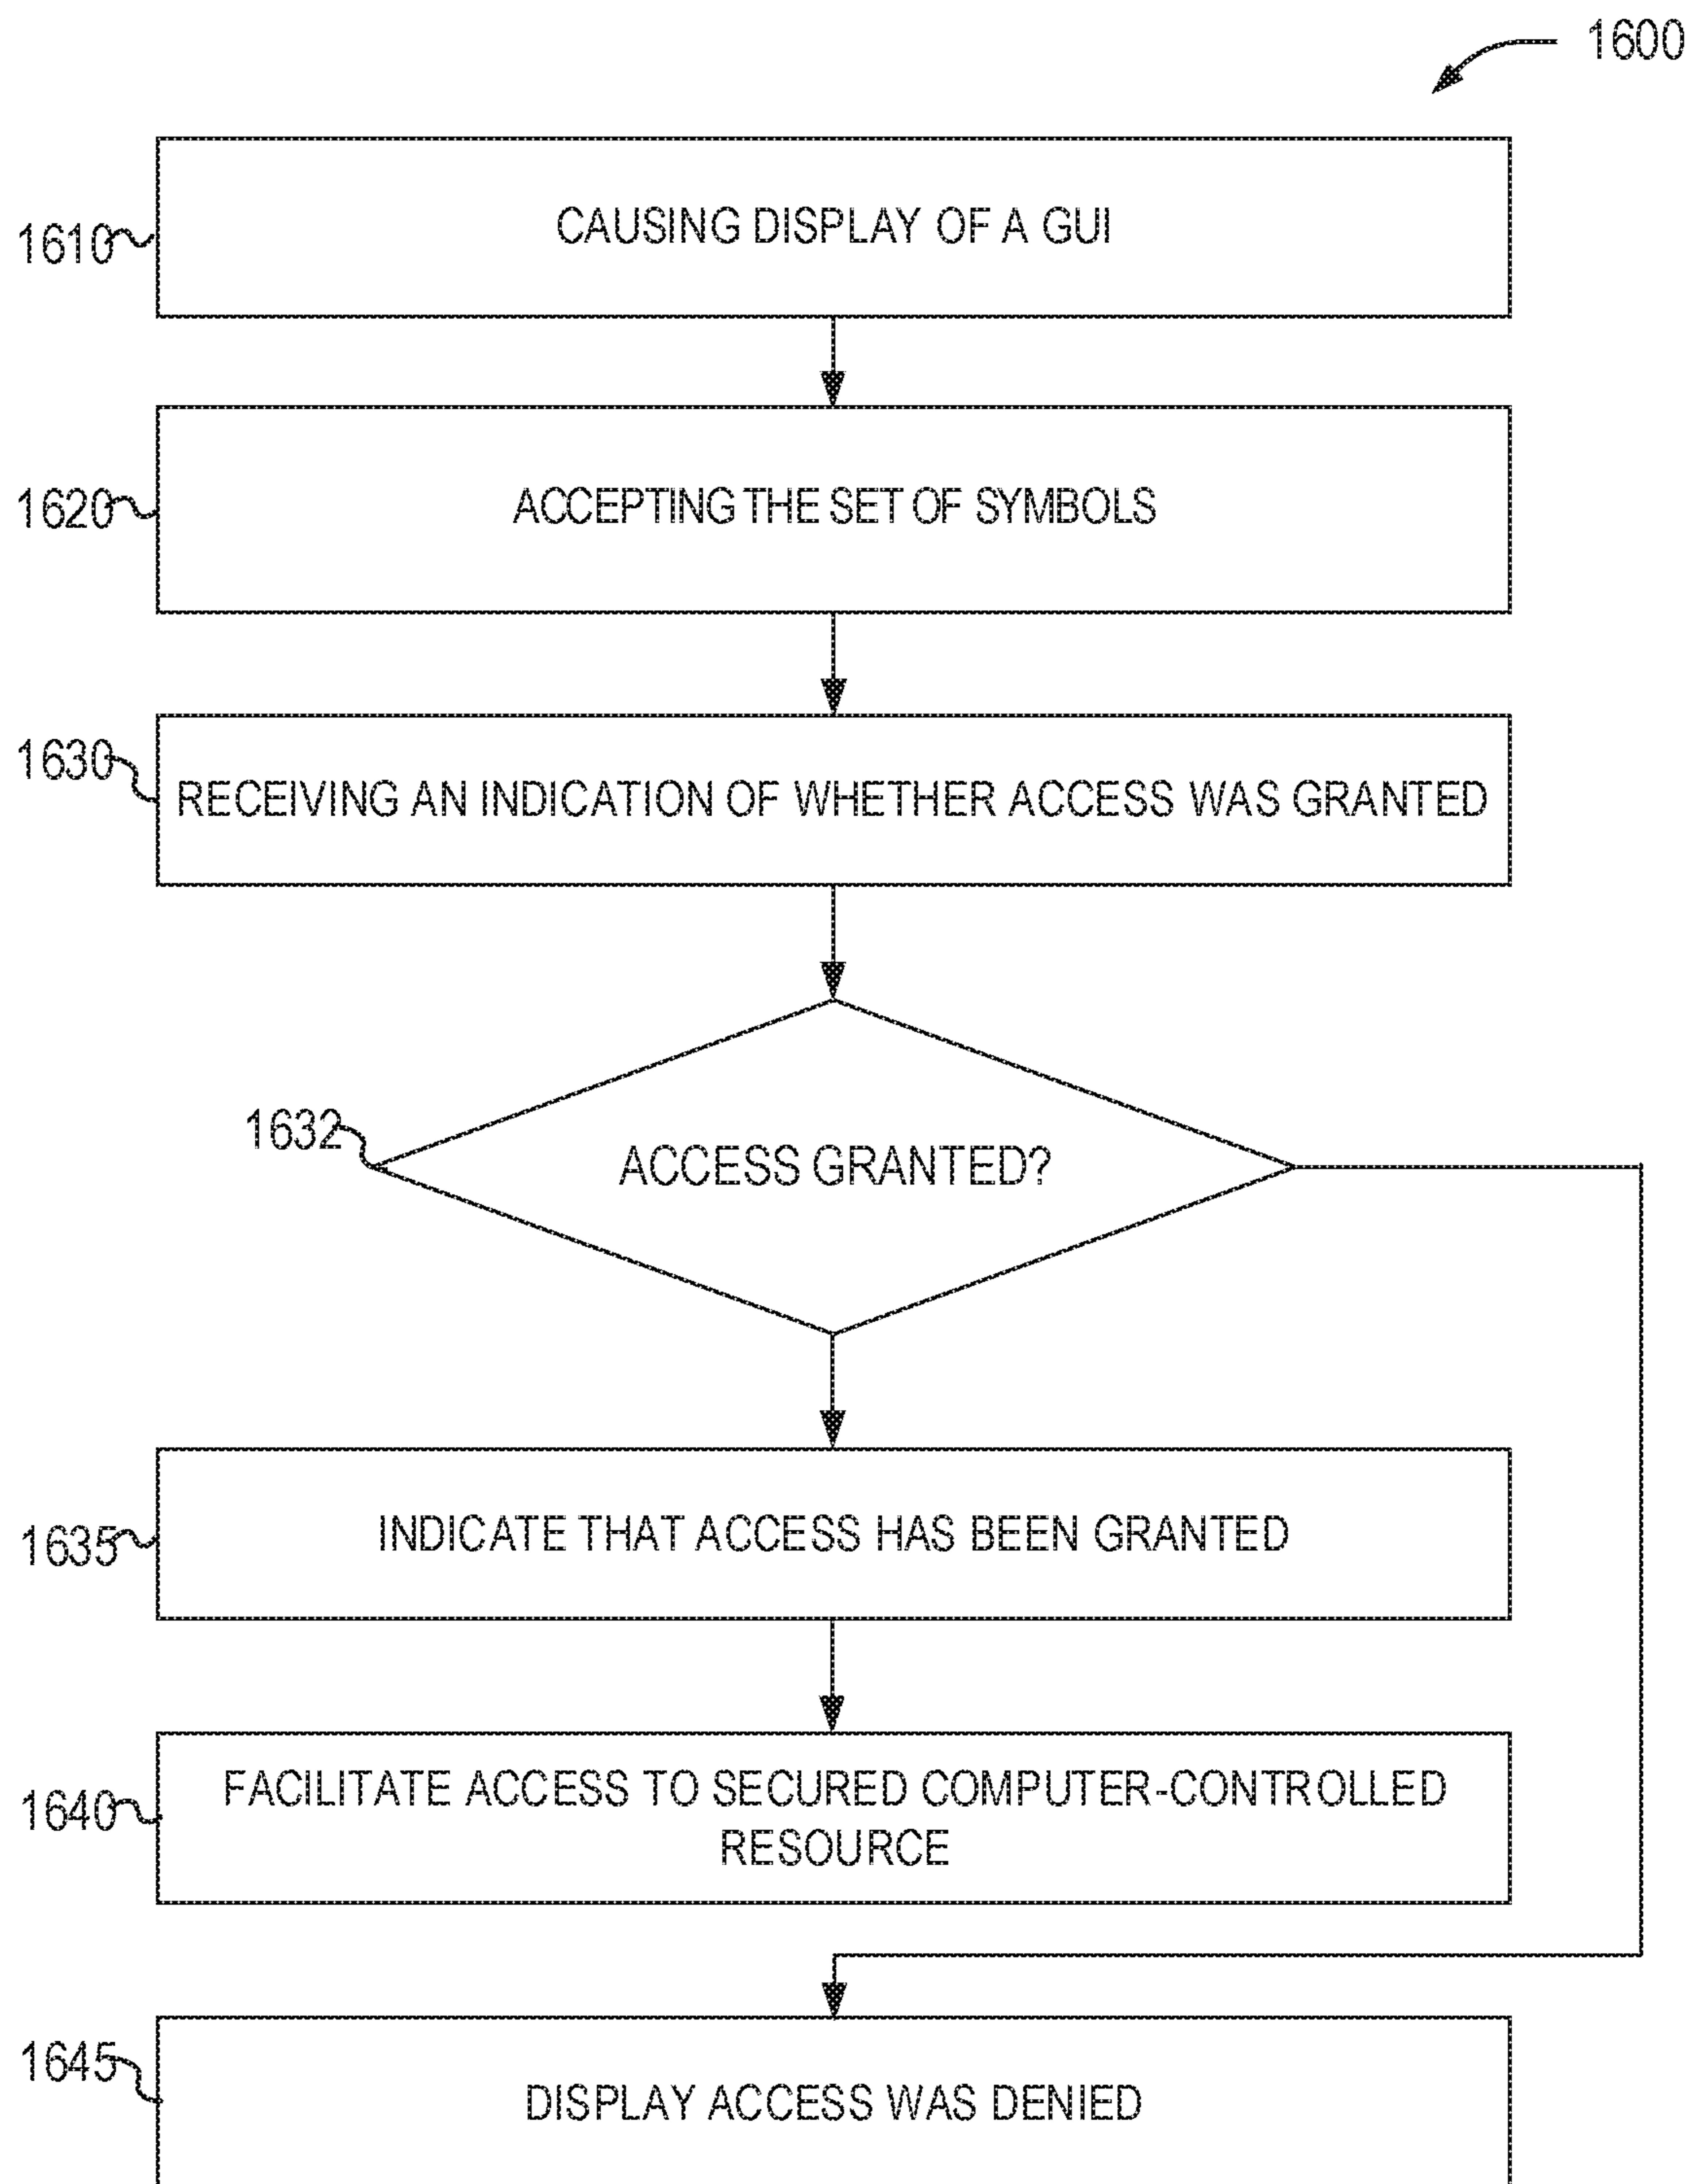 1600
CAUSING DISPLAY OF A GUI
1610
ACCEPTING THE SET OF SYMBOLS
1620
1630
RECEIVING AN INDICATION OF WHETHER ACCESS WAS GRANTED
1632
ACCESS GRANTED?
INDICATE THAT ACCESS HAS BEEN GRANTED
1635
FACILITATE ACCESS TO SECURED COMPUTER-CONTROLLED
RESOURCE
1640
1645
DISPLAY ACCESS WAS DENIED